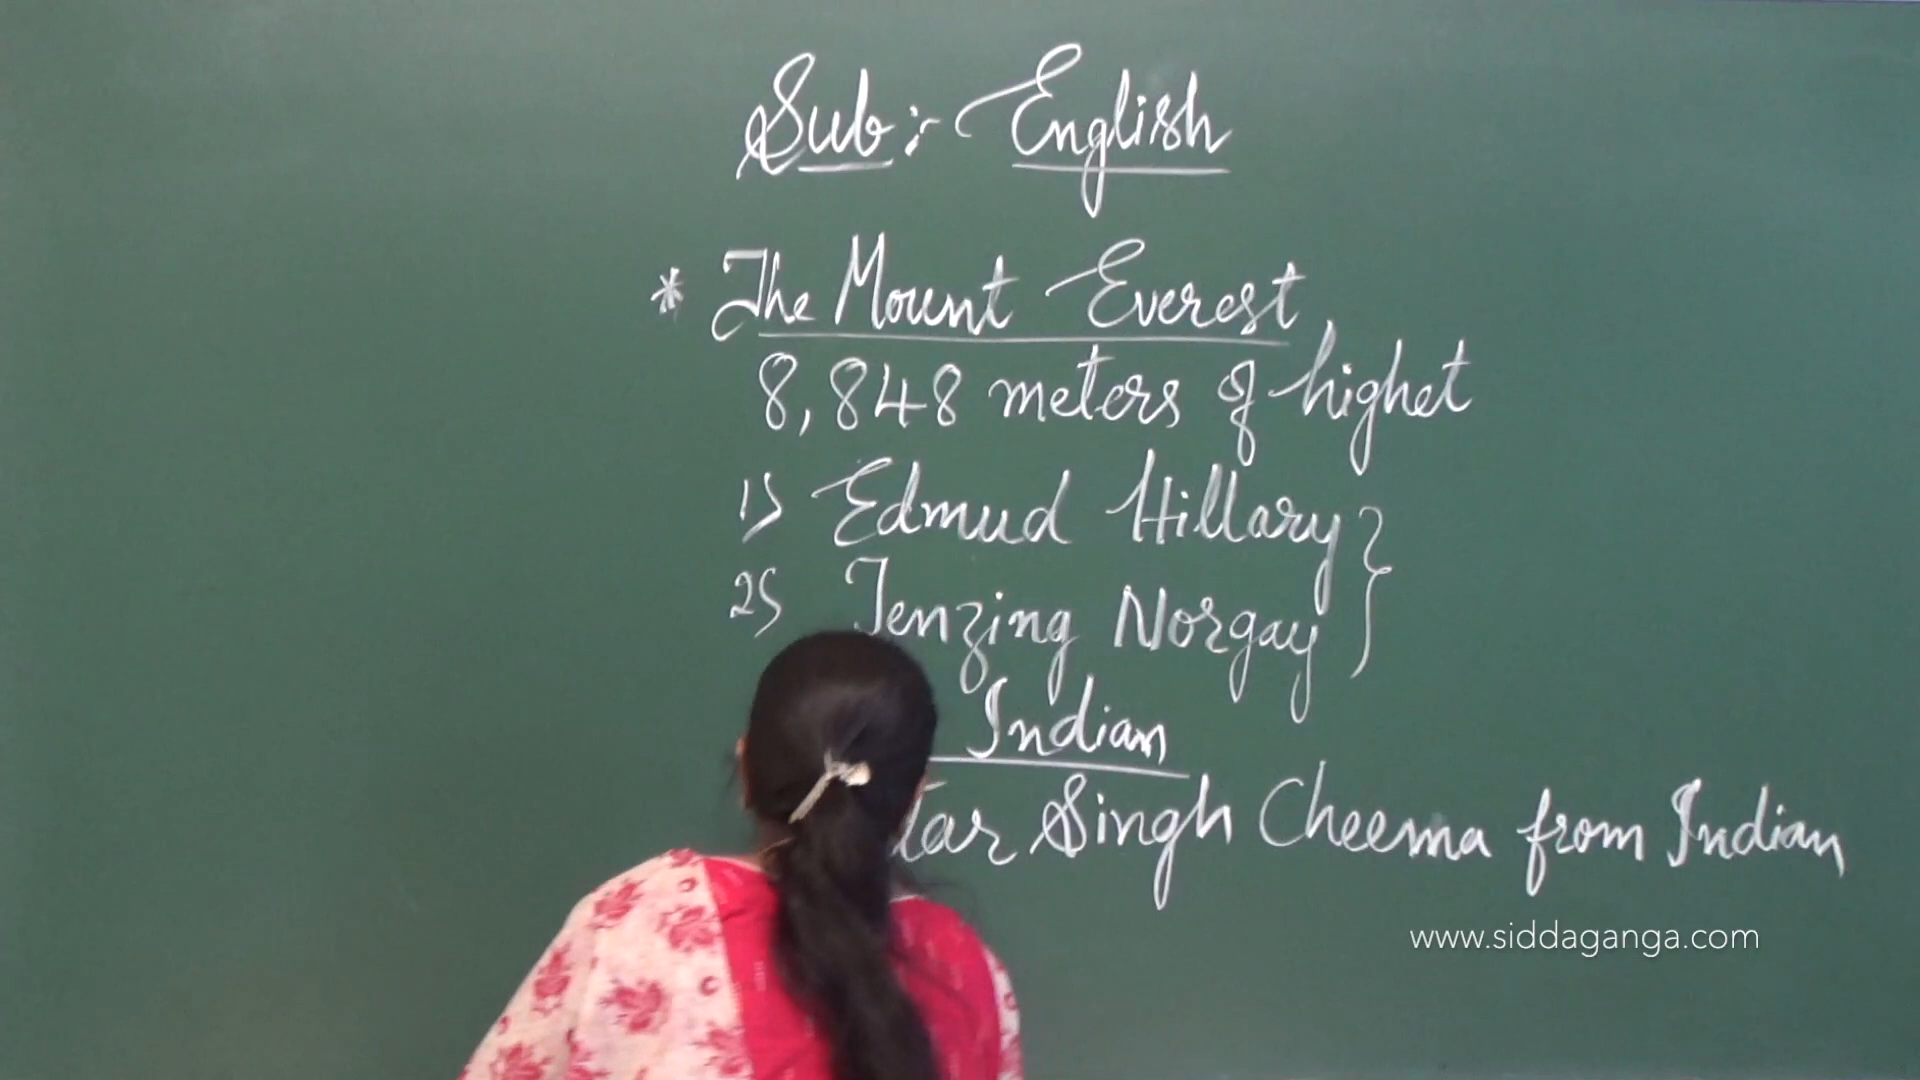 Sub:- English
* The Mount Everest
8,848 meters of highet
1) Edmud Hillary }
2) Tenzing Norgay
Indian
tar Singh Cheema from Indian
www.siddaganga.com